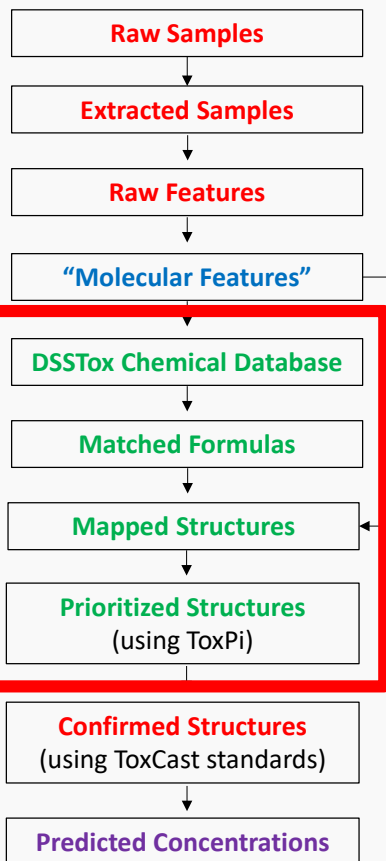 Raw Samples
Extracted Samples
Raw Features
“Molecular Features”
DSSTox Chemical Database
Matched Formulas
Mapped Structures
Prioritized Structures
(using ToxPi)
Confirmed Structures
(using ToxCast standards)
Predicted Concentrations